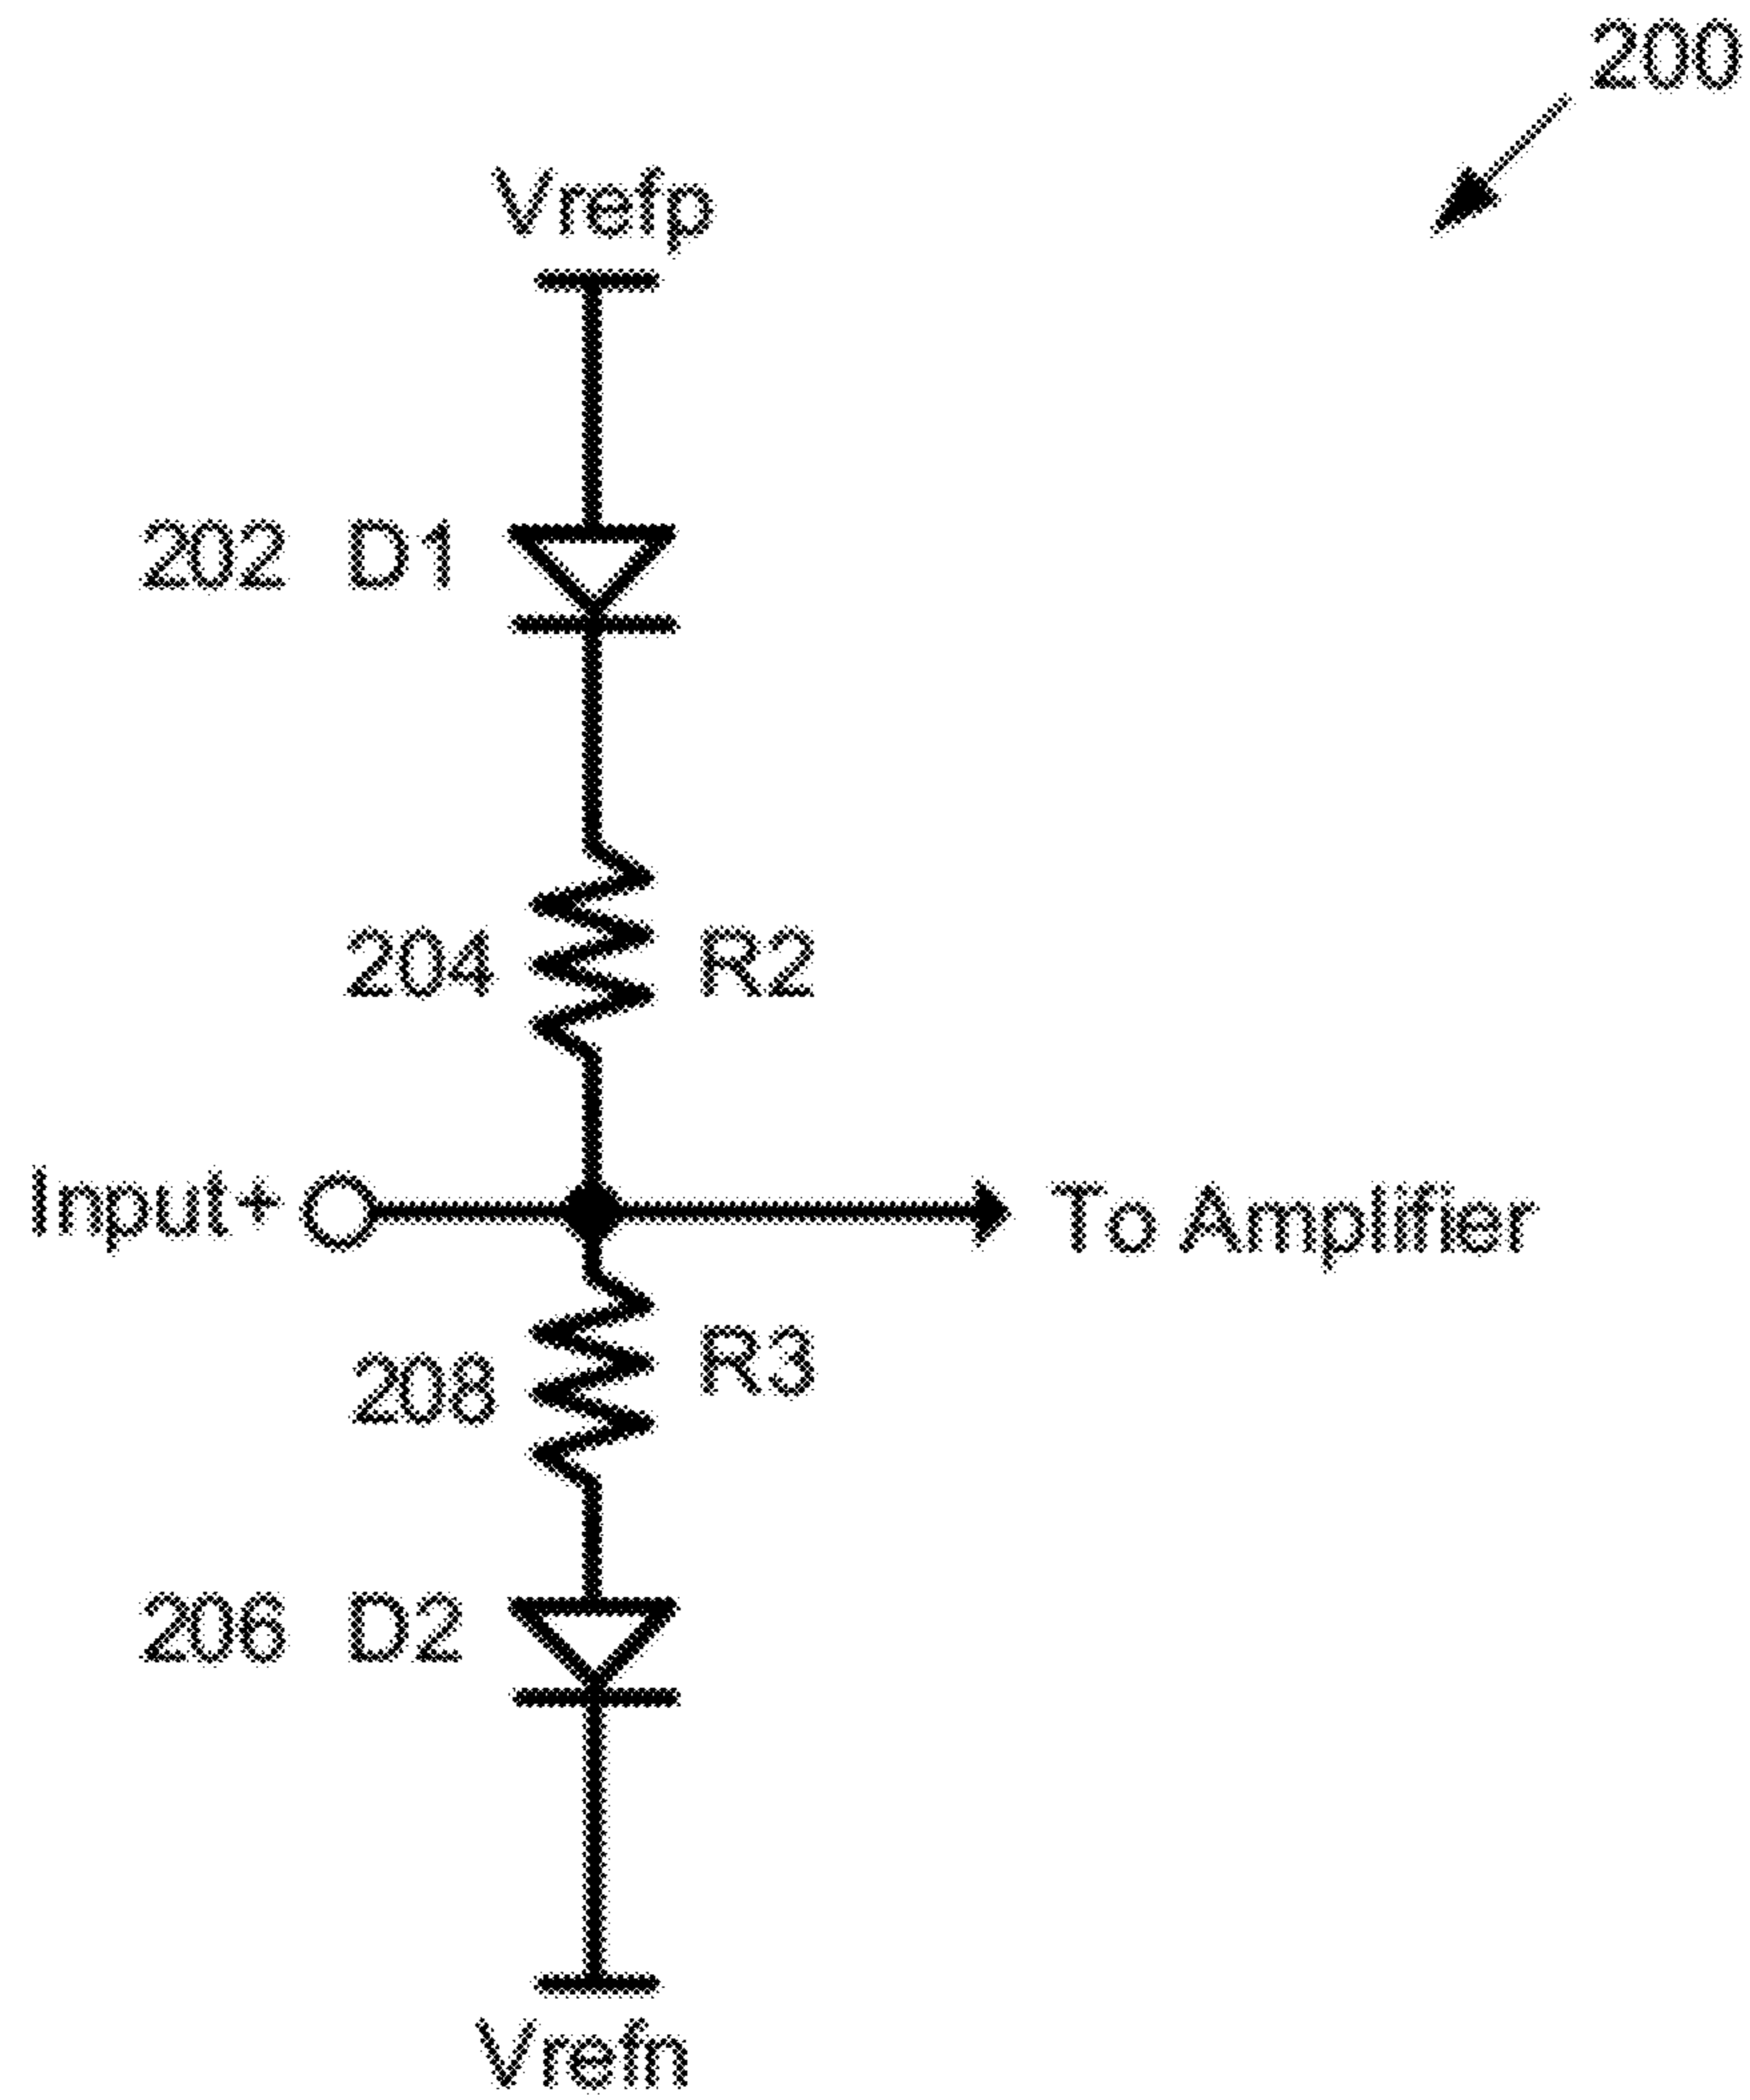 200
Vrefp
202 D1
204 R2
Input+ To Amplifier
208 R3
206 D2
Vrefn